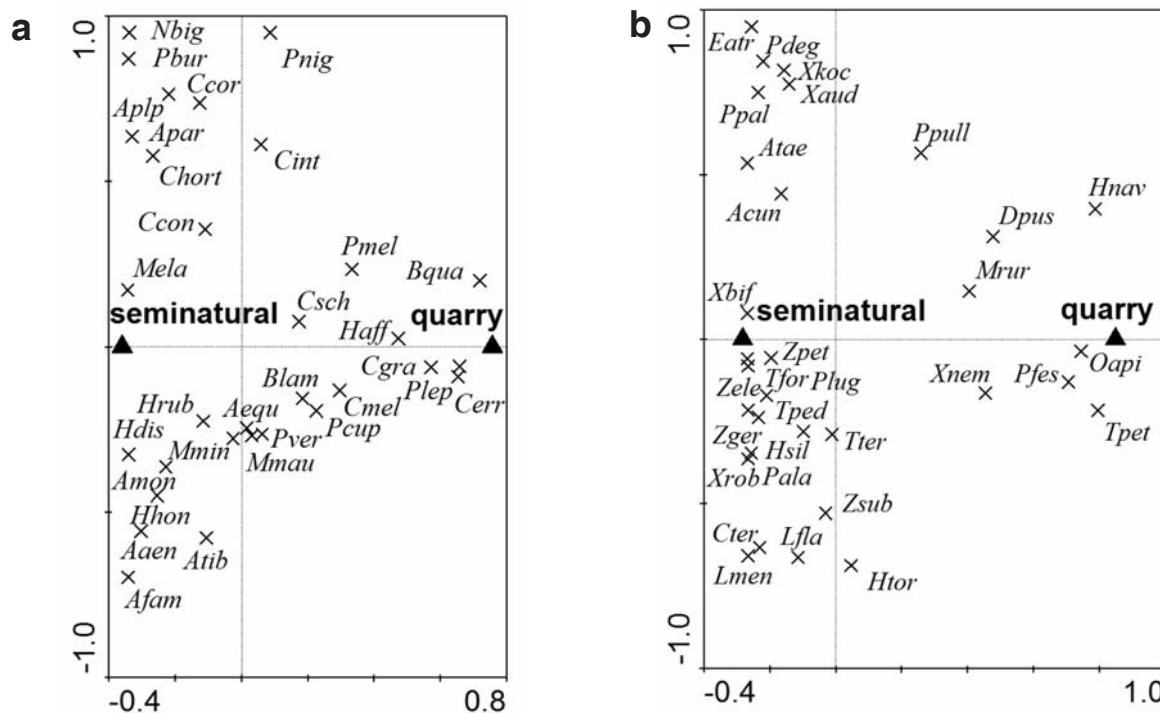 a
1.0
Nbig
Pbur
Pnig
Ccor
Aplp
Apar
Chort
Cint
Ccon
Pmel
Bqua
Mela
Csch
seminatural
quarry
Haff
Cgra
Blam
Plep
Cerr
Cmel
Hrub
Aequ
Pcup
Hdis
Mmin
Pver
Mmau
Amon
Hhon
Aaen
Atib
Afam
-1.0
-0.4
0.8
b
1.0
Eatr
Pdeg
Xkoc
Xaud
Ppal
Ppull
Atae
Hnav
Acun
Dpus
Mrur
Xbif
seminatural
quarry
Zpet
Oapi
Zele
Tfor
Plug
Xnem
Pfes
Tped
Tpet
Zger
Hsil
Tter
Xrob
Pala
Zsub
Cter
Lfla
Lmen
Htor
-1.0
-0.4
1.0